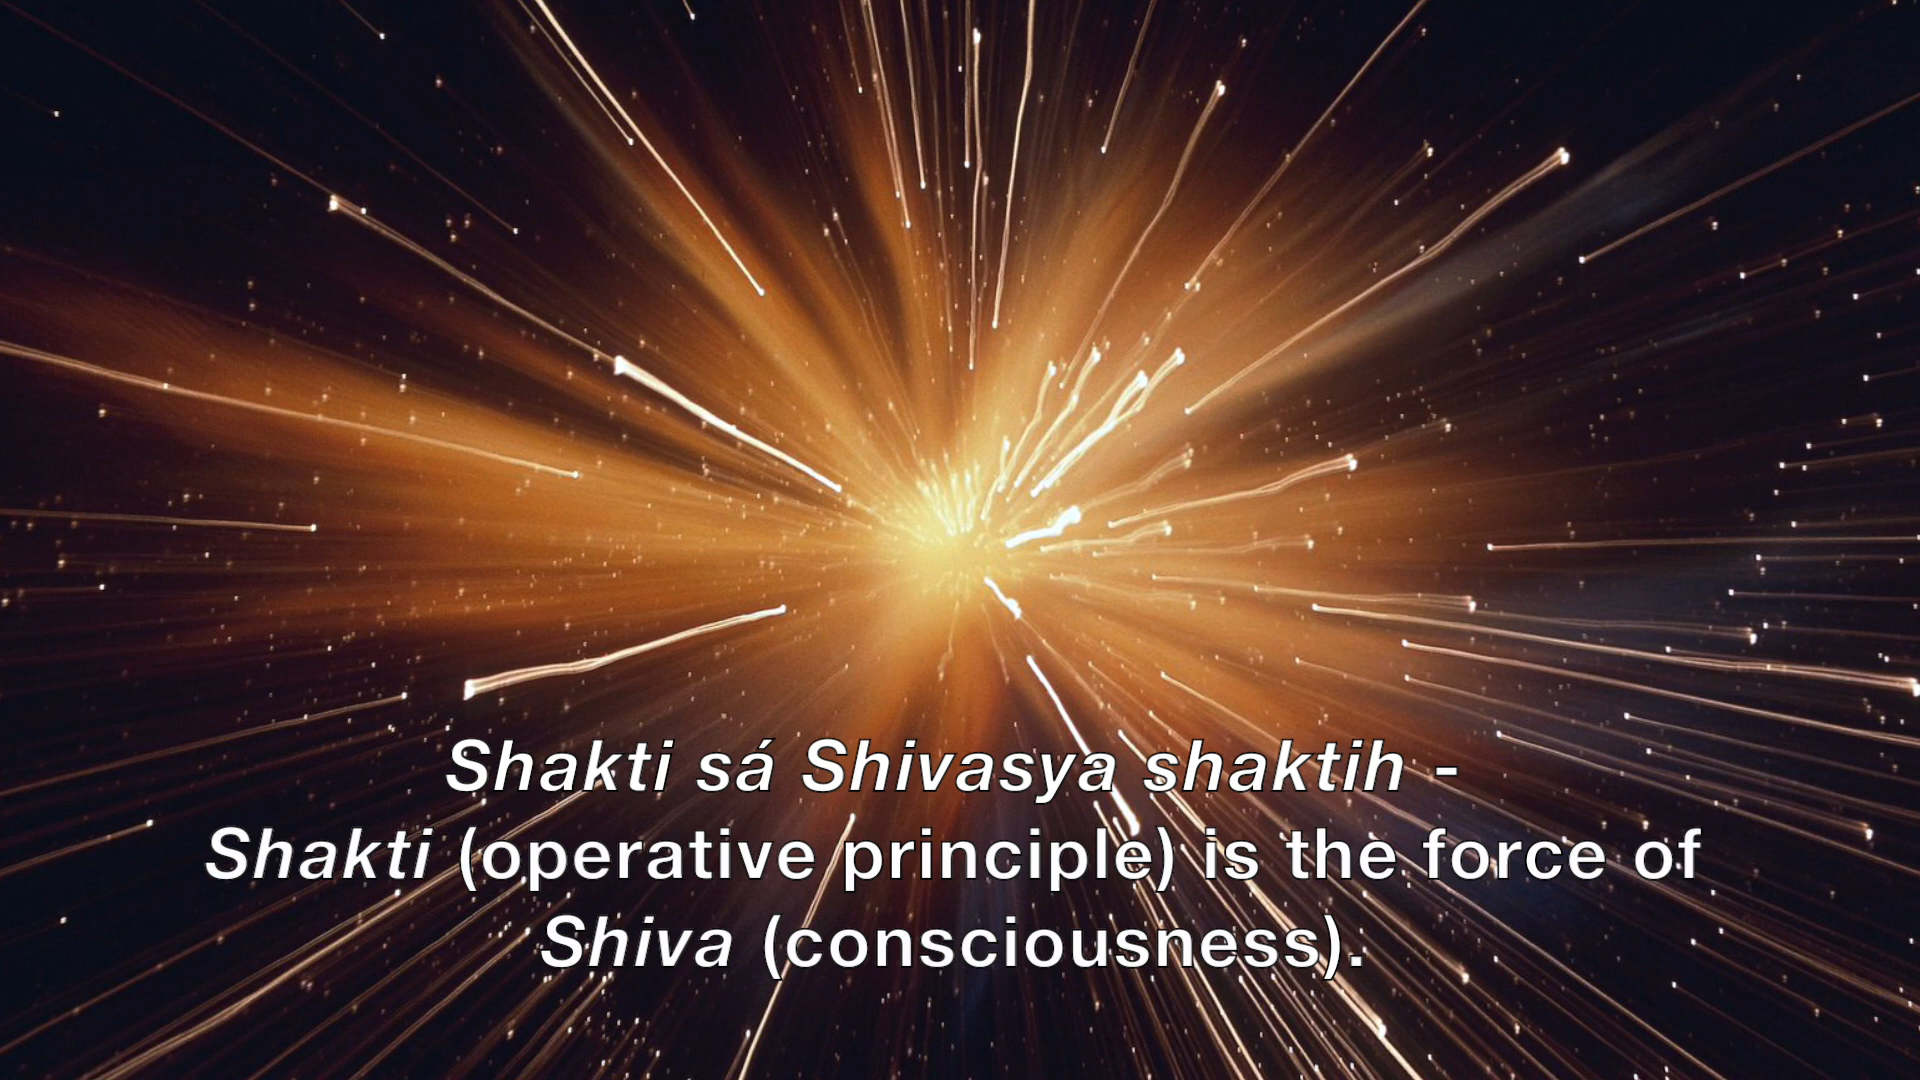 Shakti sá Shivasya shaktih -
Shakti (operative principle) is the force of
Shiva (consciousness).